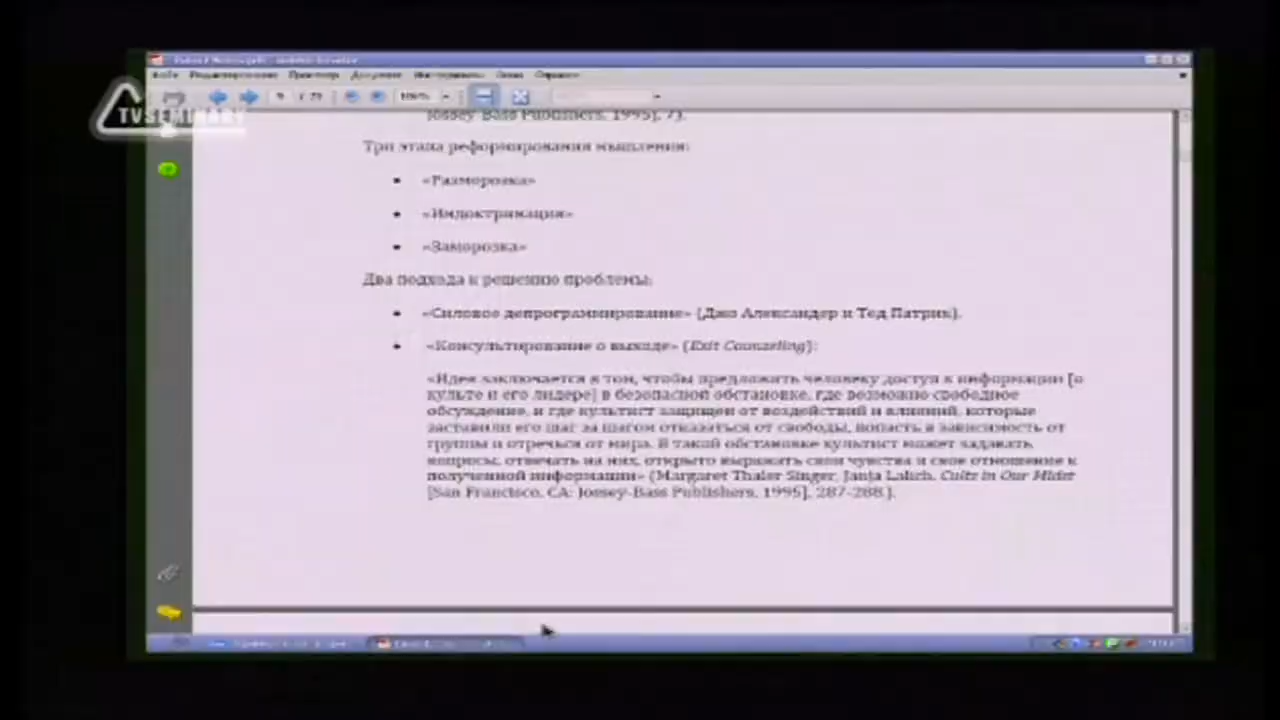 TVSEMINARY
Jossey-Bass Publishers, 1995], 7).
Три этапа реформирования мышления:
• «Разморозка»
• «Индоктринация»
• «Заморозка»
Два подхода к решению проблемы:
• «Силовое депрограммирование» (Джо Александер и Тед Патрик).
• «Консультирование о выходе» (Exit Counseling):
«Идея заключается в том, чтобы предложить человеку доступ к информации [о
культе и его лидере] в безопасной обстановке, где возможно свободное
обсуждение, и где культист защищен от воздействий и влияний, которые
заставили его шаг за шагом отказаться от свободы, попасть в зависимость от
группы и отречься от мира. В такой обстановке культист может задавать
вопросы, отвечать на них, открыто выражать свои чувства и свое отношение к
полученной информации» (Margaret Thaler Singer, Janja Lalich. Cults in Our Midst
[San Francisco, CA: Jossey-Bass Publishers, 1995], 287-288.).